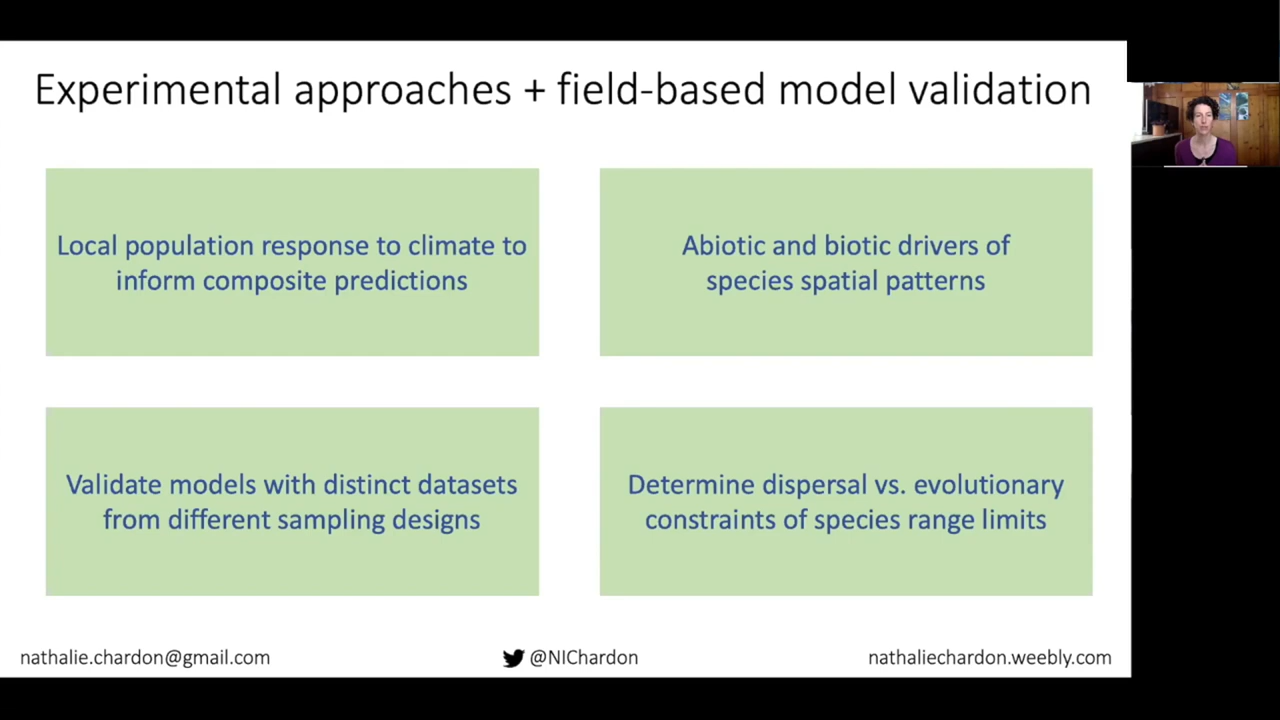 Experimental approaches + field-based model validation
Local population response to climate to
inform composite predictions
Abiotic and biotic drivers of
species spatial patterns
Validate models with distinct datasets
from different sampling designs
Determine dispersal vs. evolutionary
constraints of species range limits
nathalie.chardon@gmail.com
@NIChardon
nathaliechardon.weebly.com